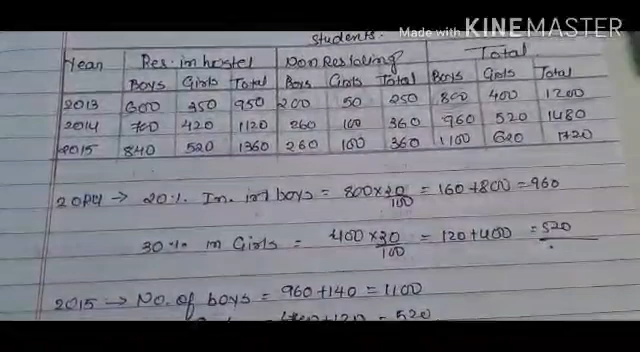 Students.
Made with KINEMASTER
Year Res. in hostel Non Residing Total
Boys Girls Total Boys Girls Total Boys Girls Total
2013 600 350 950 200 50 250 800 400 1200
2014 700 420 1120 260 100 360 960 520 1480
2015 840 520 1360 260 100 360 1100 620 1720
2014 → 20%. In. in boys = 800×20/100 = 160+800 = 960
30% in Girls = 400×30/100 = 120+400 = 520
2015 → No. of boys = 960+140 = 1100
= 520